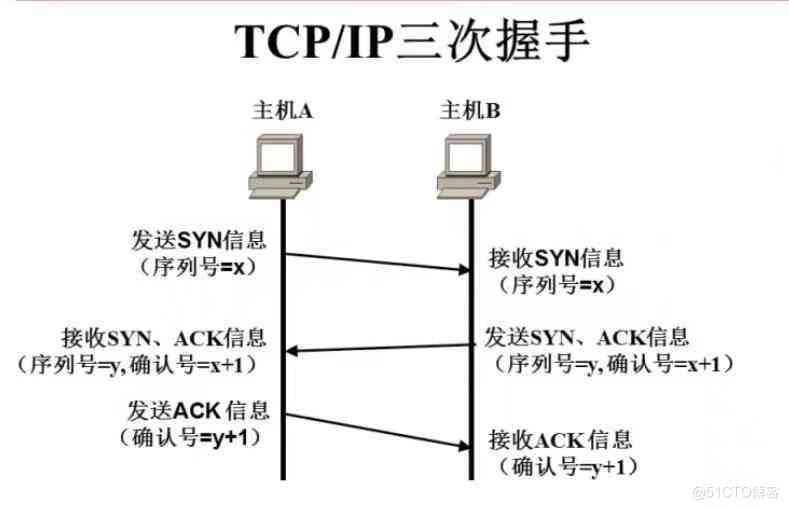 TCP/IP三次握手
主机A
主机B
发送SYN信息
（序列号=x）
接收SYN信息
（序列号=x）
接收SYN、ACK信息
（序列号=y,确认号=x+1）
发送SYN、ACK信息
（序列号=y,确认号=x+1）
发送ACK 信息
（确认号=y+1）
接收ACK 信息
（确认号=y+1）
@51CTO博客